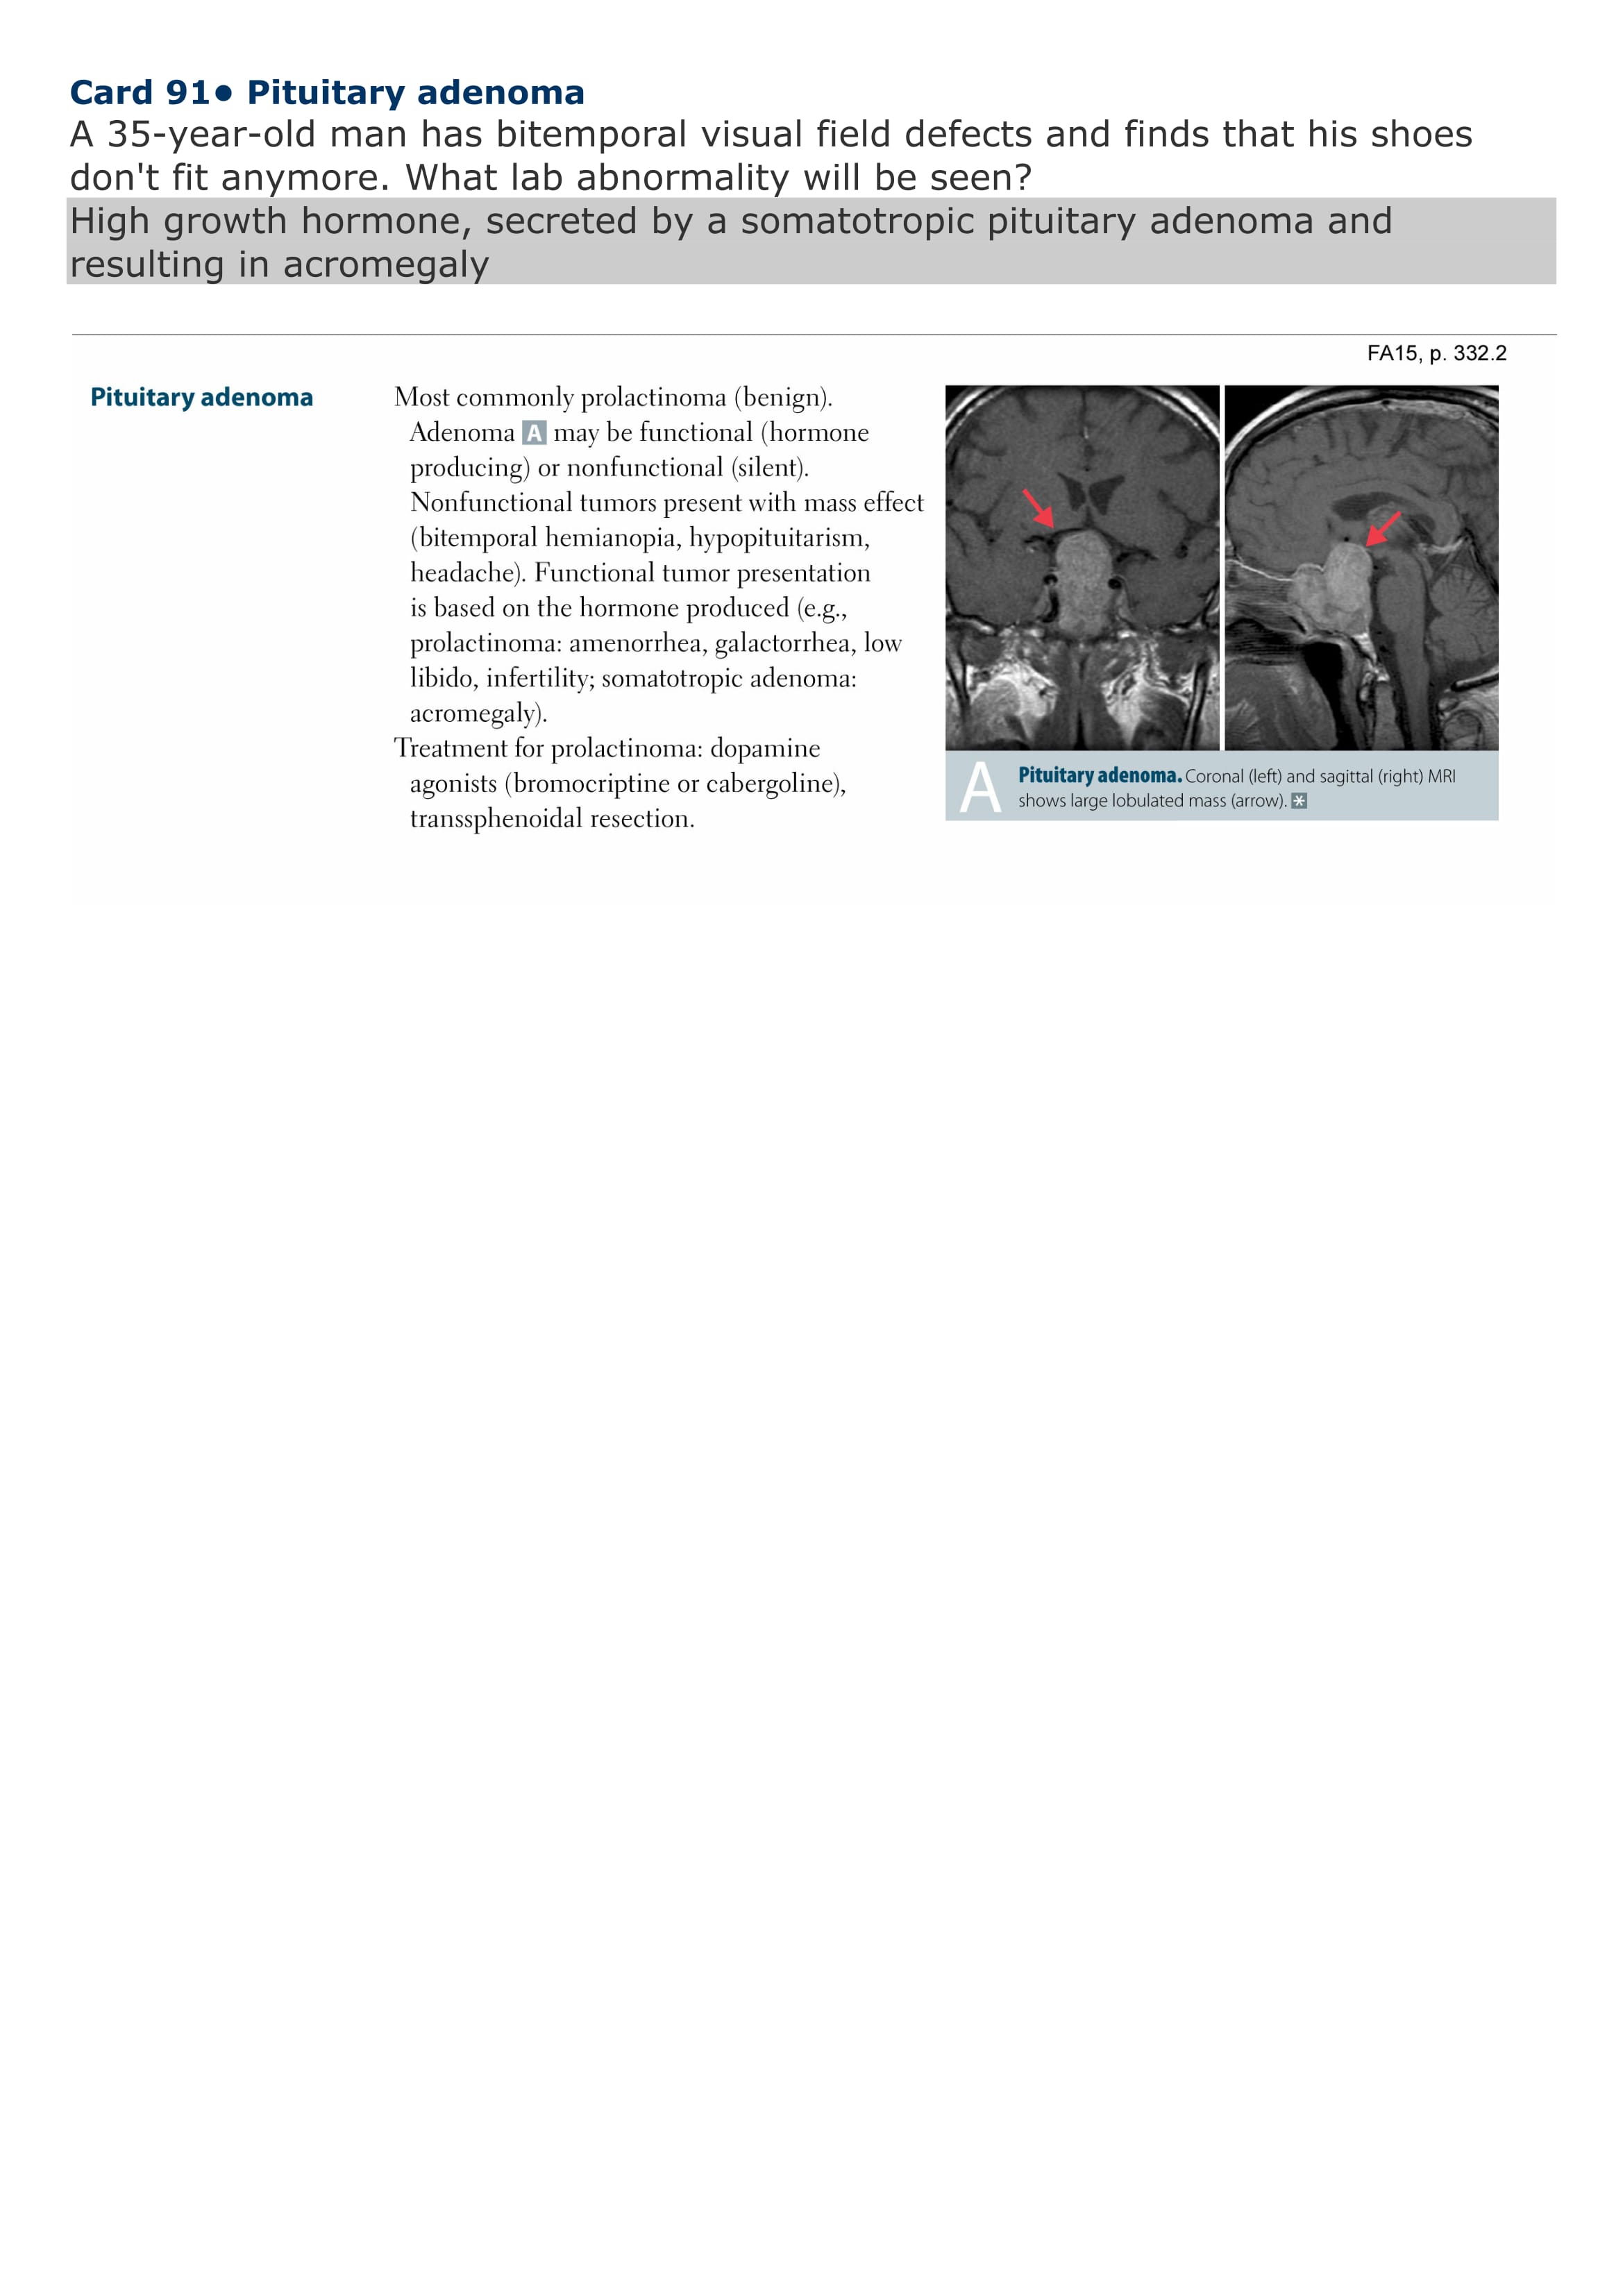 Card 91● Pituitary adenoma
A 35-year-old man has bitemporal visual field defects and finds that his shoes
don't fit anymore. What lab abnormality will be seen?
High growth hormone, secreted by a somatotropic pituitary adenoma and
resulting in acromegaly
FA15, p. 332.2
Pituitary adenoma
Most commonly prolactinoma (benign).
Adenoma A may be functional (hormone
producing) or nonfunctional (silent).
Nonfunctional tumors present with mass effect
(bitemporal hemianopia, hypopituitarism,
headache). Functional tumor presentation
is based on the hormone produced (e.g.,
prolactinoma: amenorrhea, galactorrhea, low
libido, infertility; somatotropic adenoma:
acromegaly).
Treatment for prolactinoma: dopamine
agonists (bromocriptine or cabergoline),
transsphenoidal resection.
A
Pituitary adenoma. Coronal (left) and sagittal (right) MRI
shows large lobulated mass (arrow). *